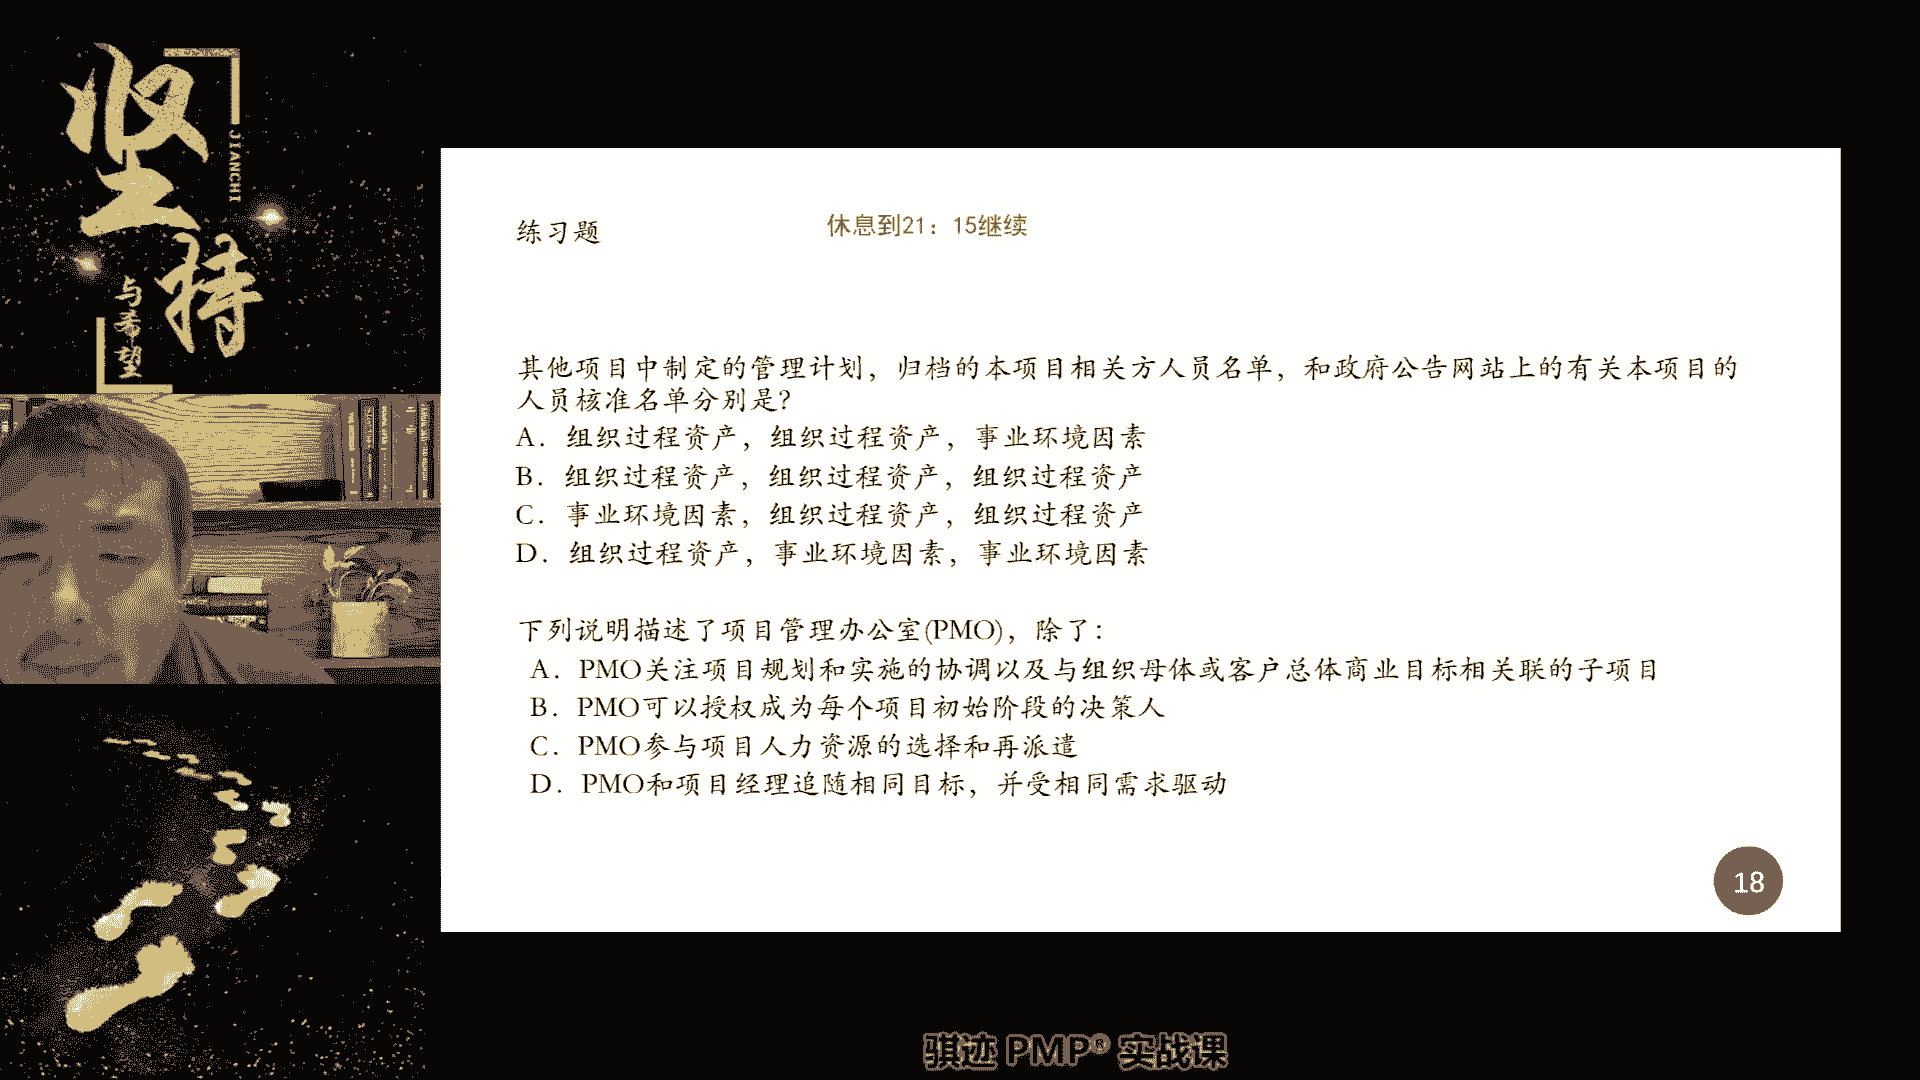 坚持
JIANCHI
与希望
练习题
休息到21：15继续
其他项目中制定的管理计划，归档的本项目相关方人员名单，和政府公告网站上的有关本项目的
人员核准名单分别是？
A．组织过程资产，组织过程资产，事业环境因素
B．组织过程资产，组织过程资产，组织过程资产
C．事业环境因素，组织过程资产，组织过程资产
D．组织过程资产，事业环境因素，事业环境因素
下列说明描述了项目管理办公室(PMO)，除了：
A．PMO关注项目规划和实施的协调以及与组织母体或客户总体商业目标相关联的子项目
B．PMO可以授权成为每个项目初始阶段的决策人
C．PMO参与项目人力资源的选择和再派遣
D．PMO和项目经理追随相同目标，并受相同需求驱动
18
骐迹 PMP® 实战课